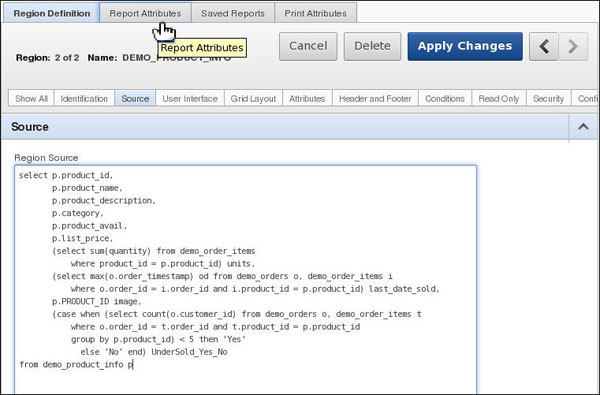 Region Definition Report Attributes Saved Reports Print Attributes
Report Attributes
Cancel Delete Apply Changes
Region: 2 of 2 Name: DEMO_PRODUCT_INFO
Show All Identification Source User Interface Grid Layout Attributes Header and Footer Conditions Read Only Security Confi
Source
Region Source
select p.product_id,
p.product_name,
p.product_description,
p.category,
p.product_avail,
p.list_price,
(select sum(quantity) from demo_order_items
where product_id = p.product_id) units,
(select max(o.order_timestamp) od from demo_orders o, demo_order_items i
where o.order_id = i.order_id and i.product_id = p.product_id) last_date_sold,
p.PRODUCT_ID image,
(case when (select count(o.customer_id) from demo_orders o, demo_order_items t
where o.order_id = t.order_id and t.product_id = p.product_id
group by p.product_id) < 5 then 'Yes'
else 'No' end) UnderSold_Yes_No
from demo_product_info p